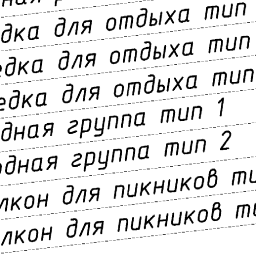 дка для отдыха тип
едка для отдыха тип
едка для отдыха тип
дная группа тип 1
одная группа тип 2
лкон для пикников ти
лкон для пикников ти